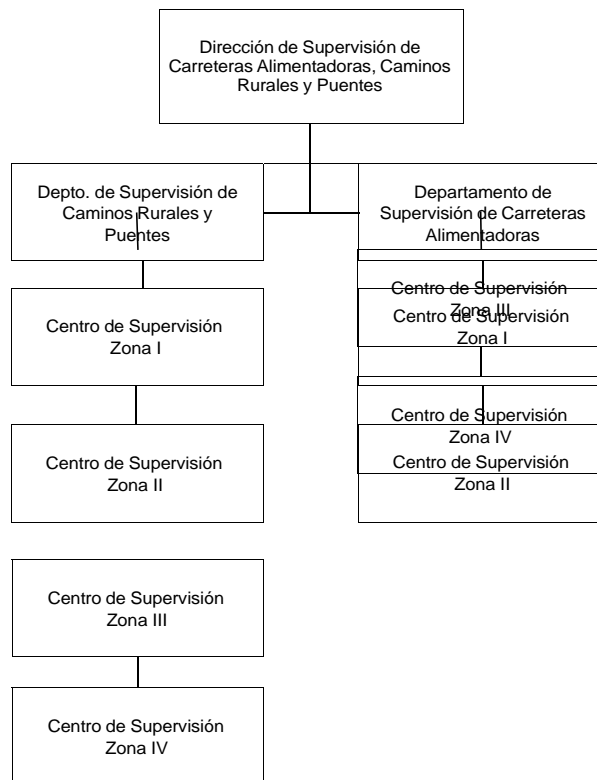 Dirección de Supervisión de
Carreteras Alimentadoras, Caminos
Rurales y Puentes
Depto. de Supervisión de
Caminos Rurales y
Puentes
Departamento de
Supervisión de Carreteras
Alimentadoras
Centro de Supervisión
Zona I
Centro de Supervisión
Zona III
Centro de Supervisión
Zona I
Centro de Supervisión
Zona II
Centro de Supervisión
Zona IV
Centro de Supervisión
Zona II
Centro de Supervisión
Zona III
Centro de Supervisión
Zona IV